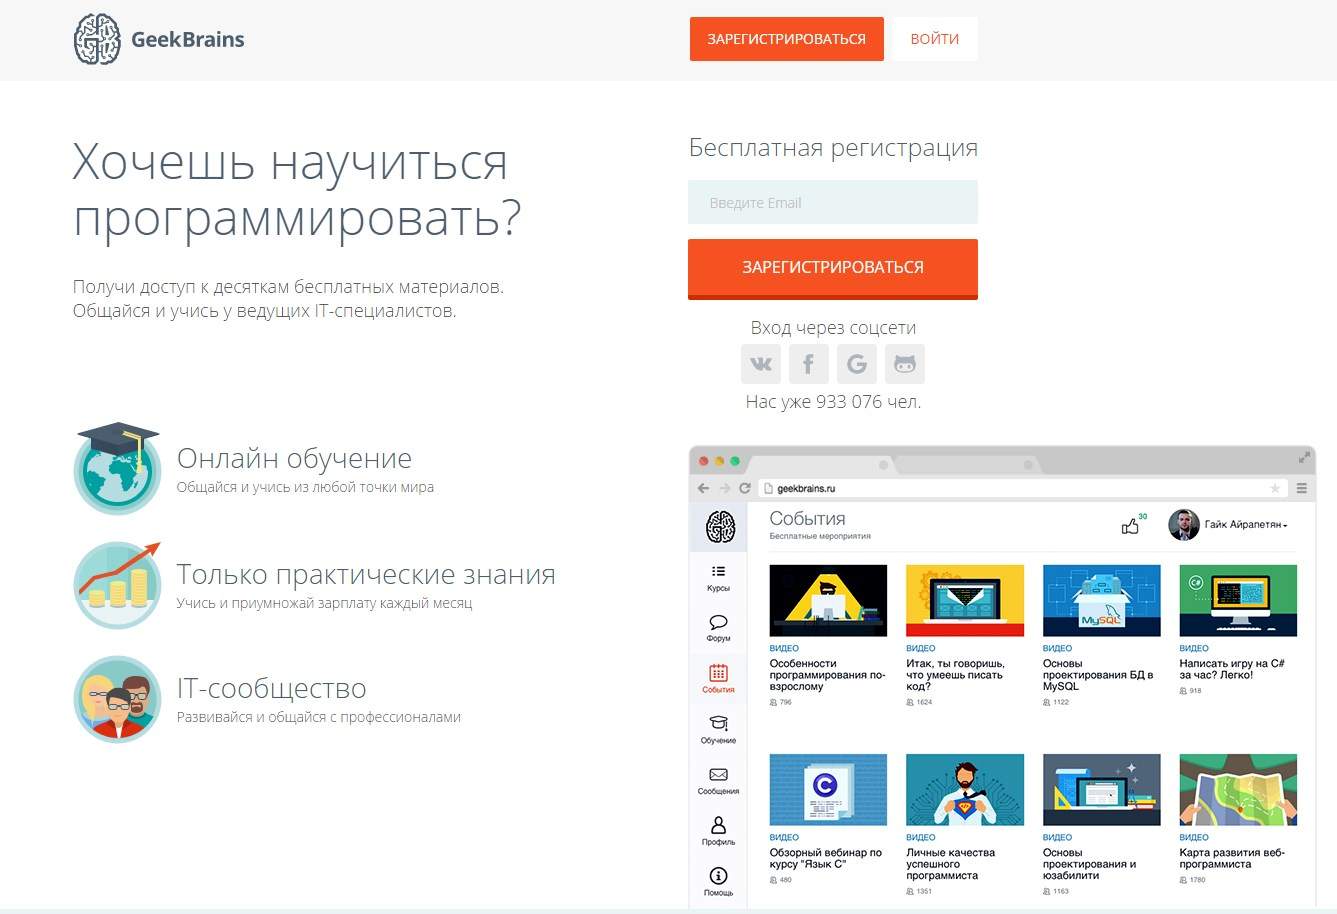 GeekBrains
ЗАРЕГИСТРИРОВАТЬСЯ
ВОЙТИ
Хочешь научиться
программировать?
Получи доступ к десяткам бесплатных материалов.
Общайся и учись у ведущих IT-специалистов.
Бесплатная регистрация
Введите Email
ЗАРЕГИСТРИРОВАТЬСЯ
Вход через соцсети
Нас уже 933 076 чел.
Онлайн обучение
Общайся и учись из любой точки мира
Только практические знания
Учись и приумножай зарплату каждый месяц
IT-сообщество
Развивайся и общайся с профессионалами
geekbrains.ru
События
Бесплатные мероприятия
30
Гайк Айрапетян
Курсы
Форум
События
Обучение
Сообщения
Профиль
Помощь
ВИДЕО
Особенности
программирования по-
взрослому
796
ВИДЕО
Итак, ты говоришь,
что умеешь писать
код?
1624
MySQL
ВИДЕО
Основы
проектирования БД в
MySQL
1122
C#
ВИДЕО
Написать игру на C#
за час? Легко!
918
C
ВИДЕО
Обзорный вебинар по
курсу "Язык С"
480
ВИДЕО
Личные качества
успешного
программиста
1351
ВИДЕО
Основы
проектирования и
юзабилити
1163
ВИДЕО
Карта развития веб-
программиста
1780